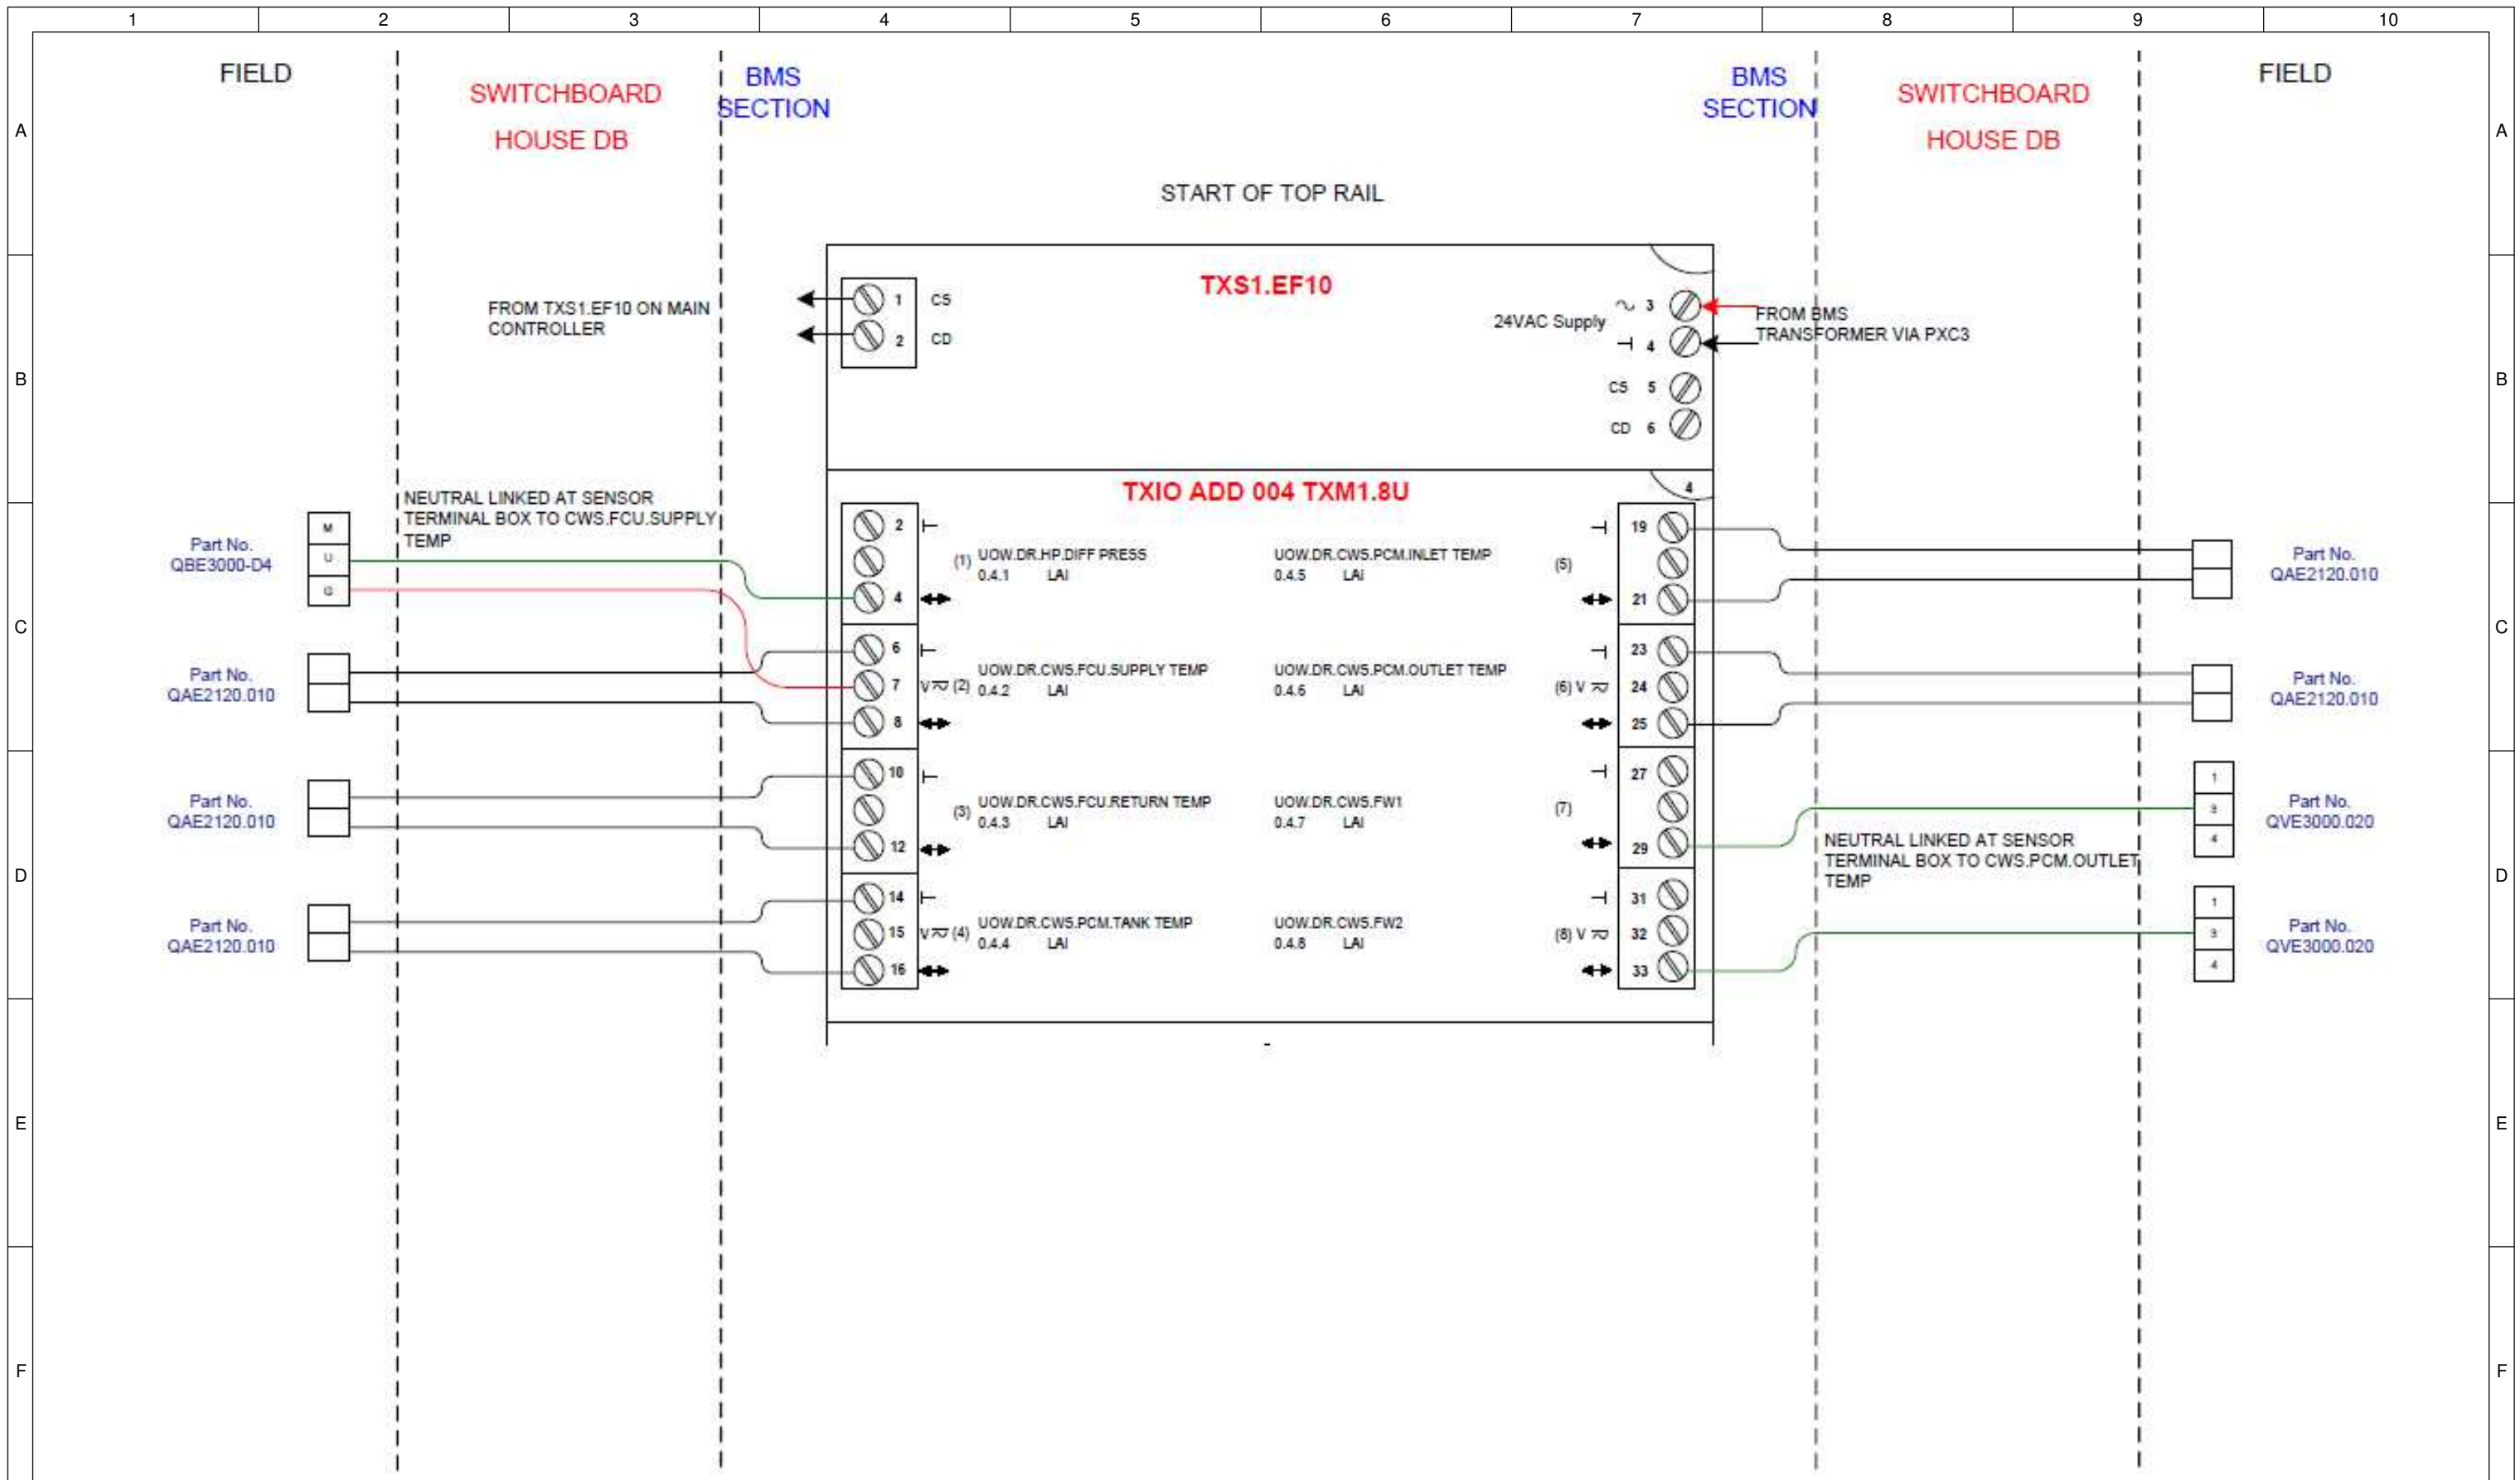 1 2 3 4 5 6 7 8 9 10
FIELD
SWITCHBOARD
HOUSE DB
BMS
SECTION
BMS
SECTION
SWITCHBOARD
HOUSE DB
FIELD
A
A
START OF TOP RAIL
TXS1.EF10
FROM TXS1.EF10 ON MAIN
CONTROLLER
1 CS
2 CD
24VAC Supply
3
4
FROM BMS
TRANSFORMER VIA PXC3
CS 5
CD 6
B
B
TXIO ADD 004 TXM1.8U
4
NEUTRAL LINKED AT SENSOR
TERMINAL BOX TO CWS.FCU.SUPPLY
TEMP
Part No.
QBE3000-D4
M
U
G
2
4
(1) UOW.DR.HP.DIFF PRESS
0.4.1 LAI
UOW.DR.CWS.PCM.INLET TEMP
0.4.5 LAI
(5)
19
21
Part No.
QAE2120.010
C
C
Part No.
QAE2120.010
6
7 V (2)
8
UOW.DR.CWS.FCU.SUPPLY TEMP
0.4.2 LAI
UOW.DR.CWS.PCM.OUTLET TEMP
0.4.6 LAI
23
(6) V 24
25
Part No.
QAE2120.010
Part No.
QAE2120.010
10
12
(3) UOW.DR.CWS.FCU.RETURN TEMP
0.4.3 LAI
UOW.DR.CWS.FW1
0.4.7 LAI
(7)
27
29
1
3
4
Part No.
QVE3000.020
NEUTRAL LINKED AT SENSOR
TERMINAL BOX TO CWS.PCM.OUTLET
TEMP
D
D
Part No.
QAE2120.010
14
15 V (4)
16
UOW.DR.CWS.PCM.TANK TEMP
0.4.4 LAI
UOW.DR.CWS.FW2
0.4.8 LAI
31
(8) V 32
33
1
3
4
Part No.
QVE3000.020
-
E
E
F
F